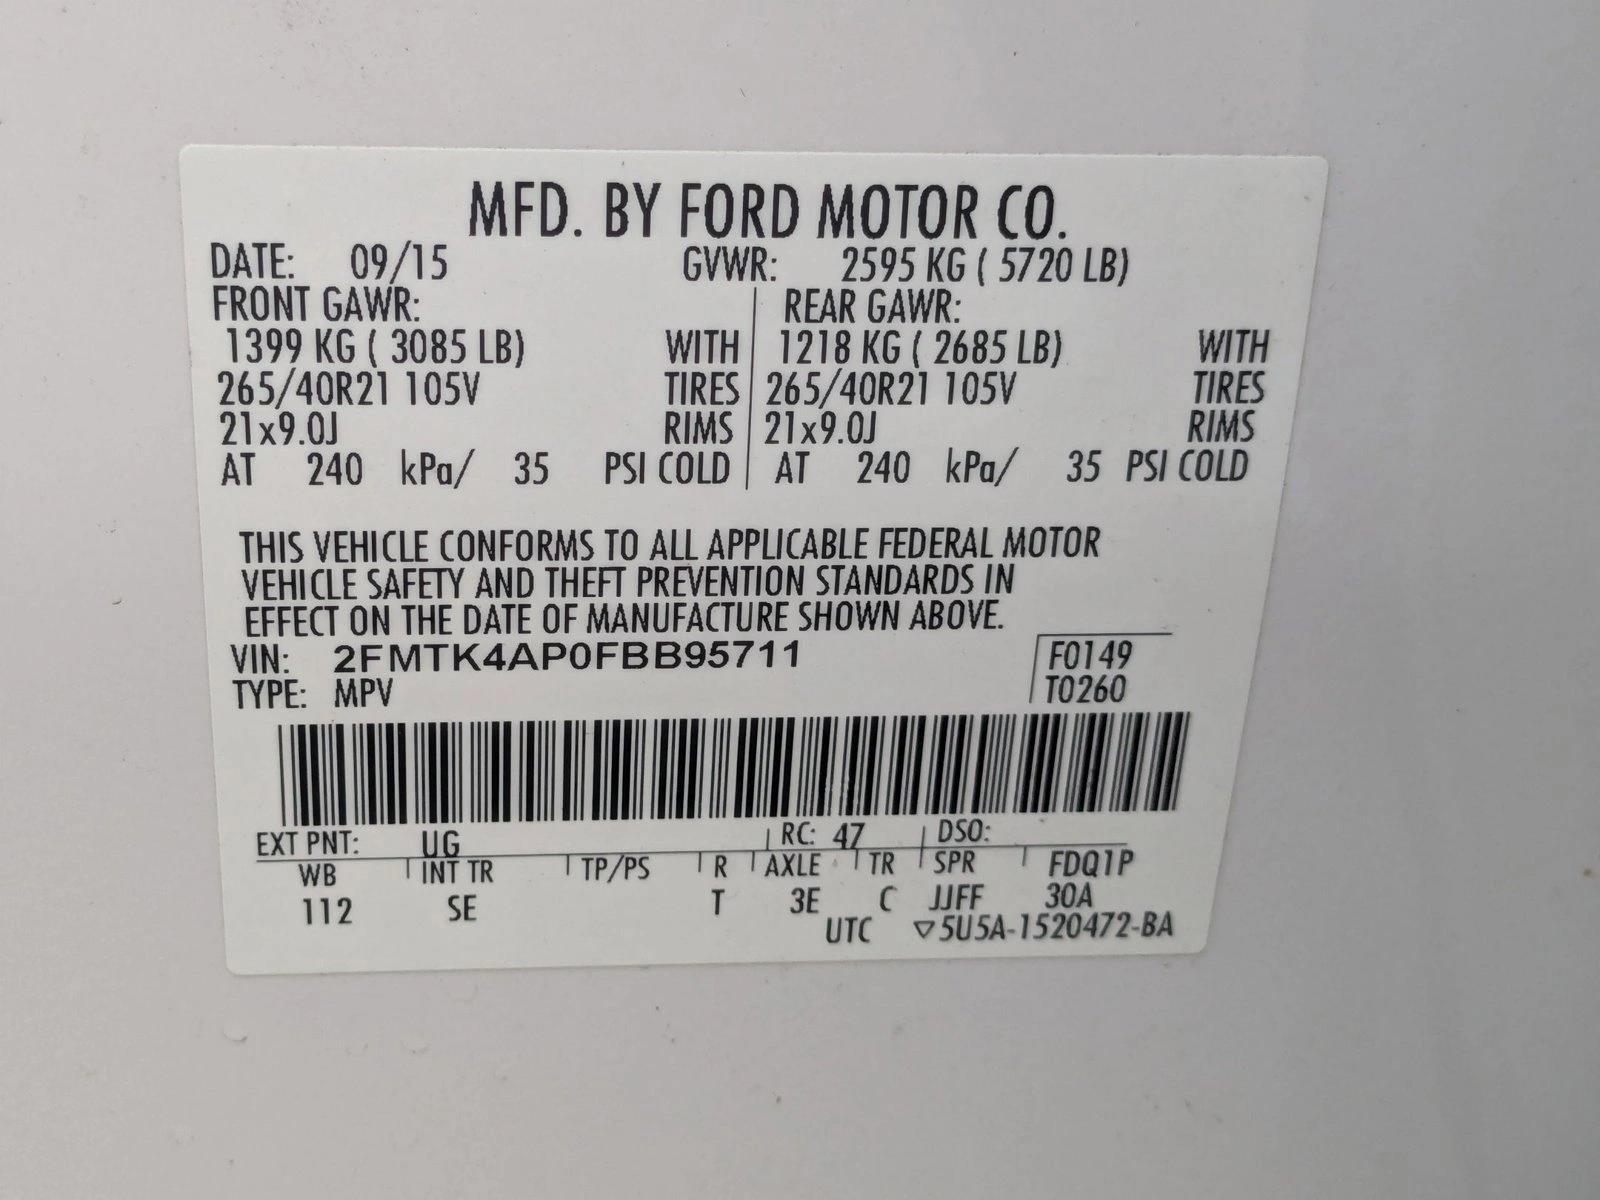 MFD. BY FORD MOTOR CO.
DATE: 09/15 GVWR: 2595 KG ( 5720 LB)
FRONT GAWR: REAR GAWR:
1399 KG ( 3085 LB) WITH 1218 KG ( 2685 LB) WITH
265/40R21 105V TIRES 265/40R21 105V TIRES
21x9.0J RIMS 21x9.0J RIMS
AT 240 kPa/ 35 PSI COLD AT 240 kPa/ 35 PSI COLD
THIS VEHICLE CONFORMS TO ALL APPLICABLE FEDERAL MOTOR
VEHICLE SAFETY AND THEFT PREVENTION STANDARDS IN
EFFECT ON THE DATE OF MANUFACTURE SHOWN ABOVE.
VIN: 2FMTK4AP0FBB95711 F0149
TYPE: MPV T0260
EXT PNT: UG RC: 47 DSO:
WB INT TR TP/PS R AXLE TR SPR FDQ1P
112 SE T 3E C JJFF 30A
UTC ▽5U5A-1520472-BA